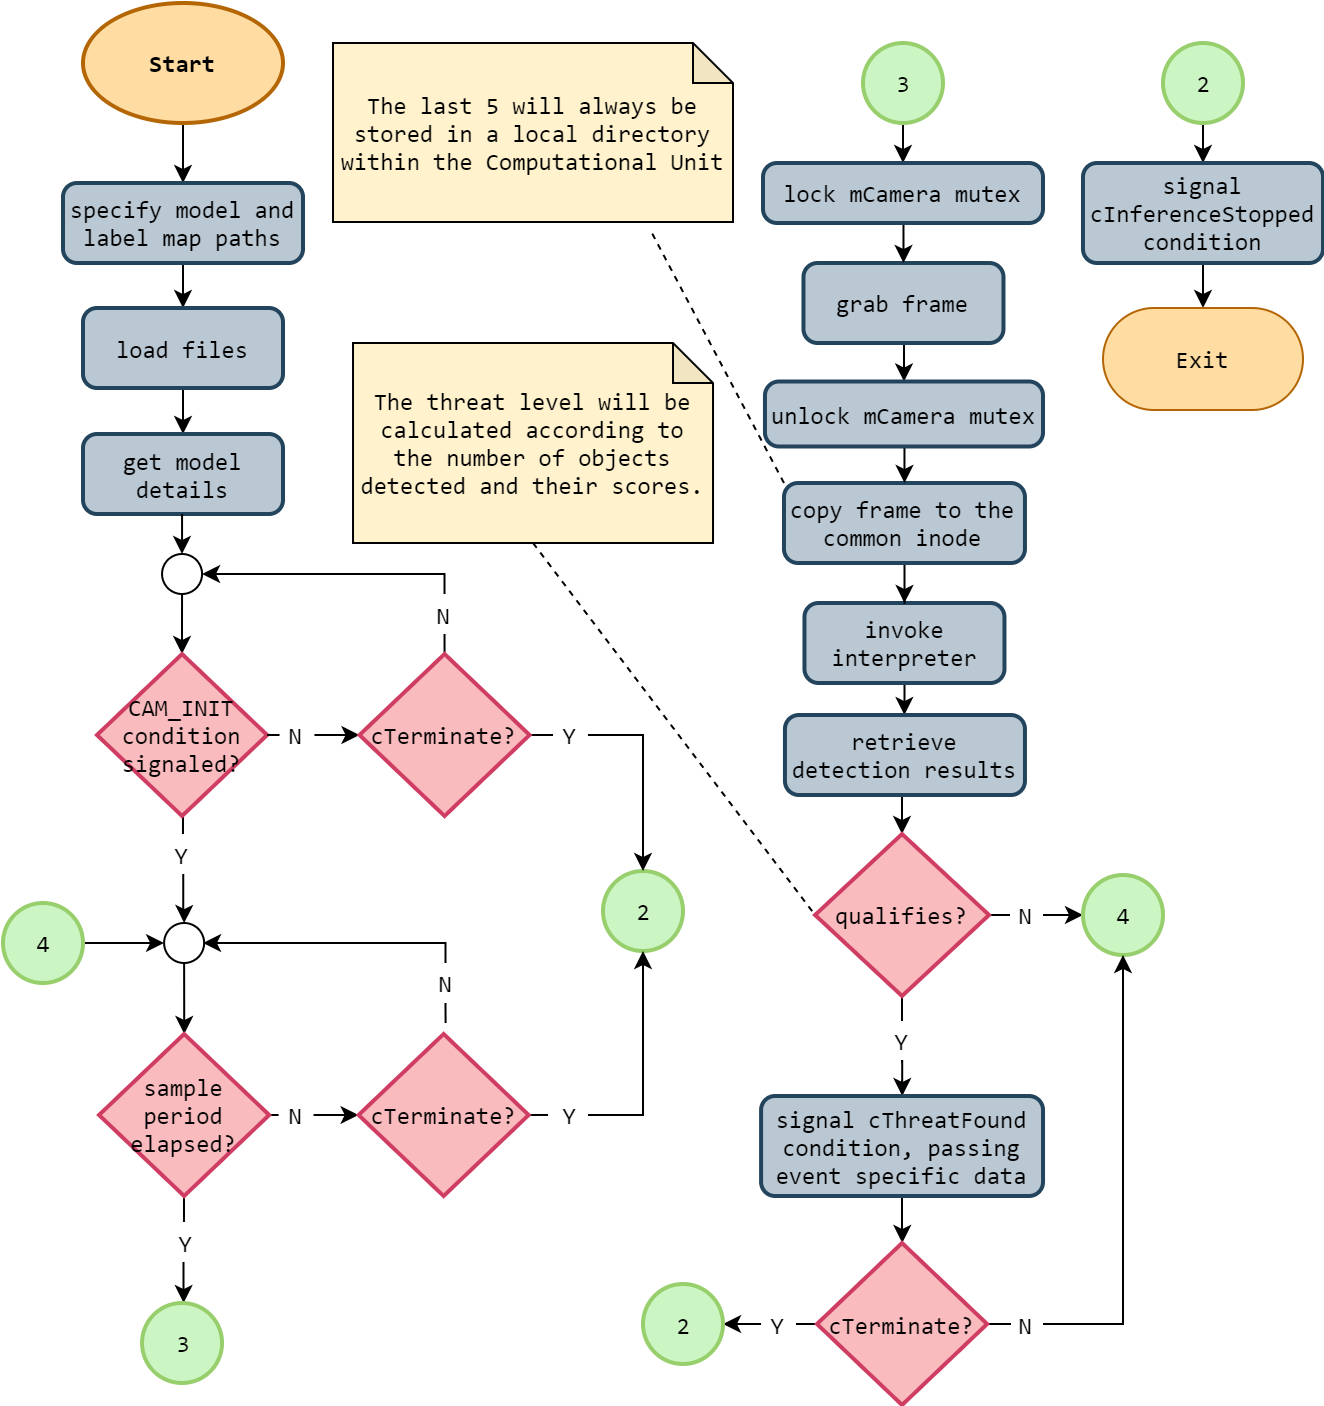 Start
specify model and
label map paths
load files
get model
details
CAM_INIT
condition
signaled?
N
cTerminate?
N
Y
2
Y
4
sample
period
elapsed?
N
cTerminate?
N
Y
Y
3
The last 5 will always be
stored in a local directory
within the Computational Unit
The threat level will be
calculated according to
the number of objects
detected and their scores.
3
lock mCamera mutex
grab frame
unlock mCamera mutex
copy frame to the
common inode
invoke
interpreter
retrieve
detection results
qualifies?
N
4
Y
signal cThreatFound
condition, passing
event specific data
cTerminate?
Y
2
N
2
signal
cInferenceStopped
condition
Exit